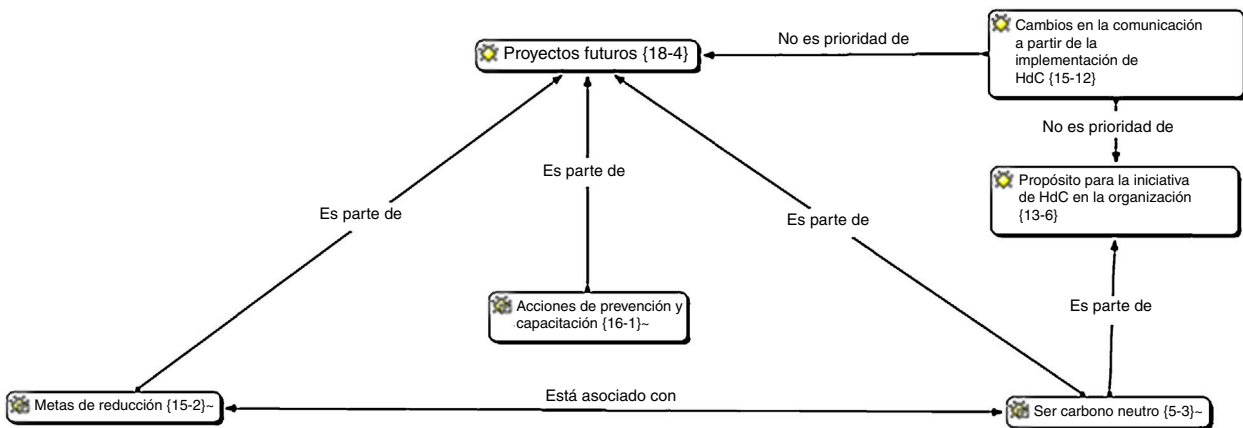 Cambios en la comunicación
a partir de la
implementación de
HdC {15-12}
No es prioridad de
Proyectos futuros {18-4}
No es prioridad de
Propósito para la iniciativa
de HdC en la organización
{13-6}
Es parte de
Es parte de
Es parte de
Es parte de
Acciones de prevención y
capacitación {16-1}~
Metas de reducción {15-2}~
Está asociado con
Ser carbono neutro {5-3}~